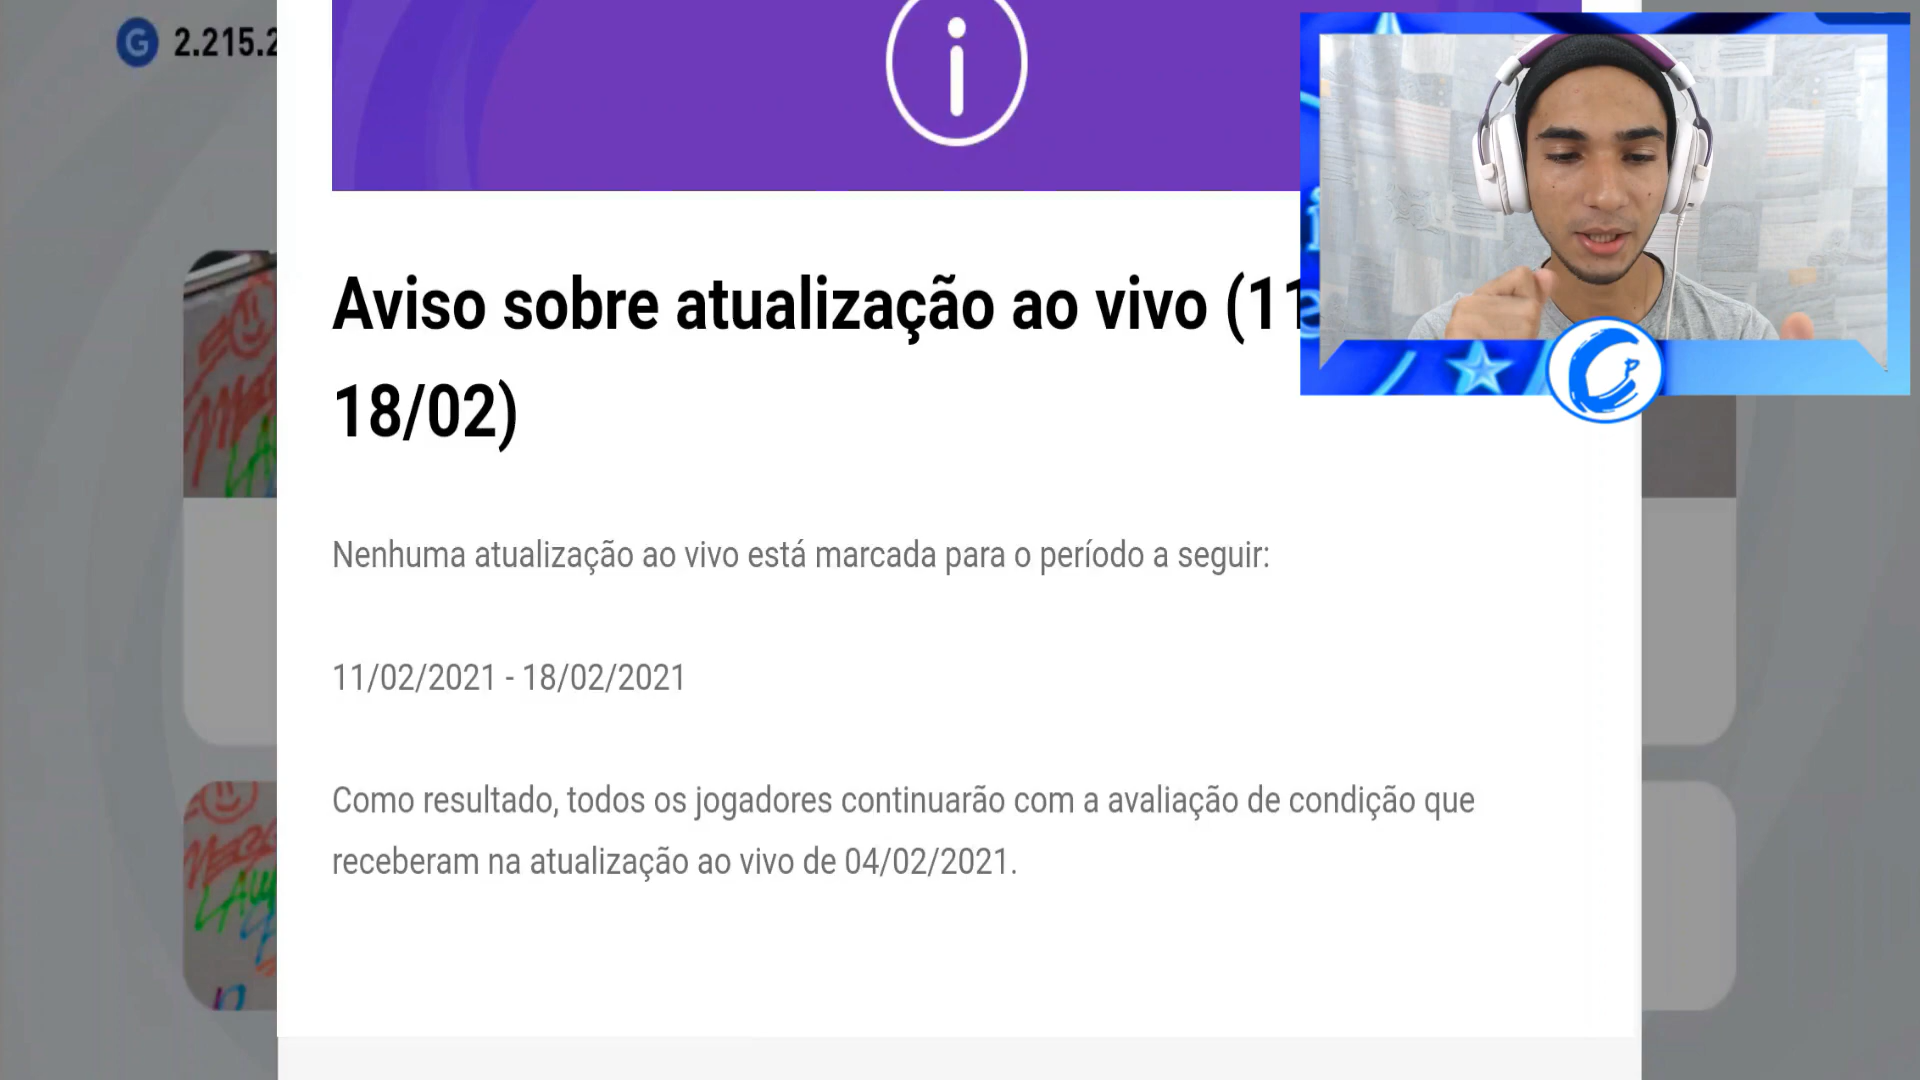 G 2.215.2
Aviso sobre atualização ao vivo (11
18/02)
Nenhuma atualização ao vivo está marcada para o período a seguir:
11/02/2021 - 18/02/2021
Como resultado, todos os jogadores continuarão com a avaliação de condição que
receberam na atualização ao vivo de 04/02/2021.